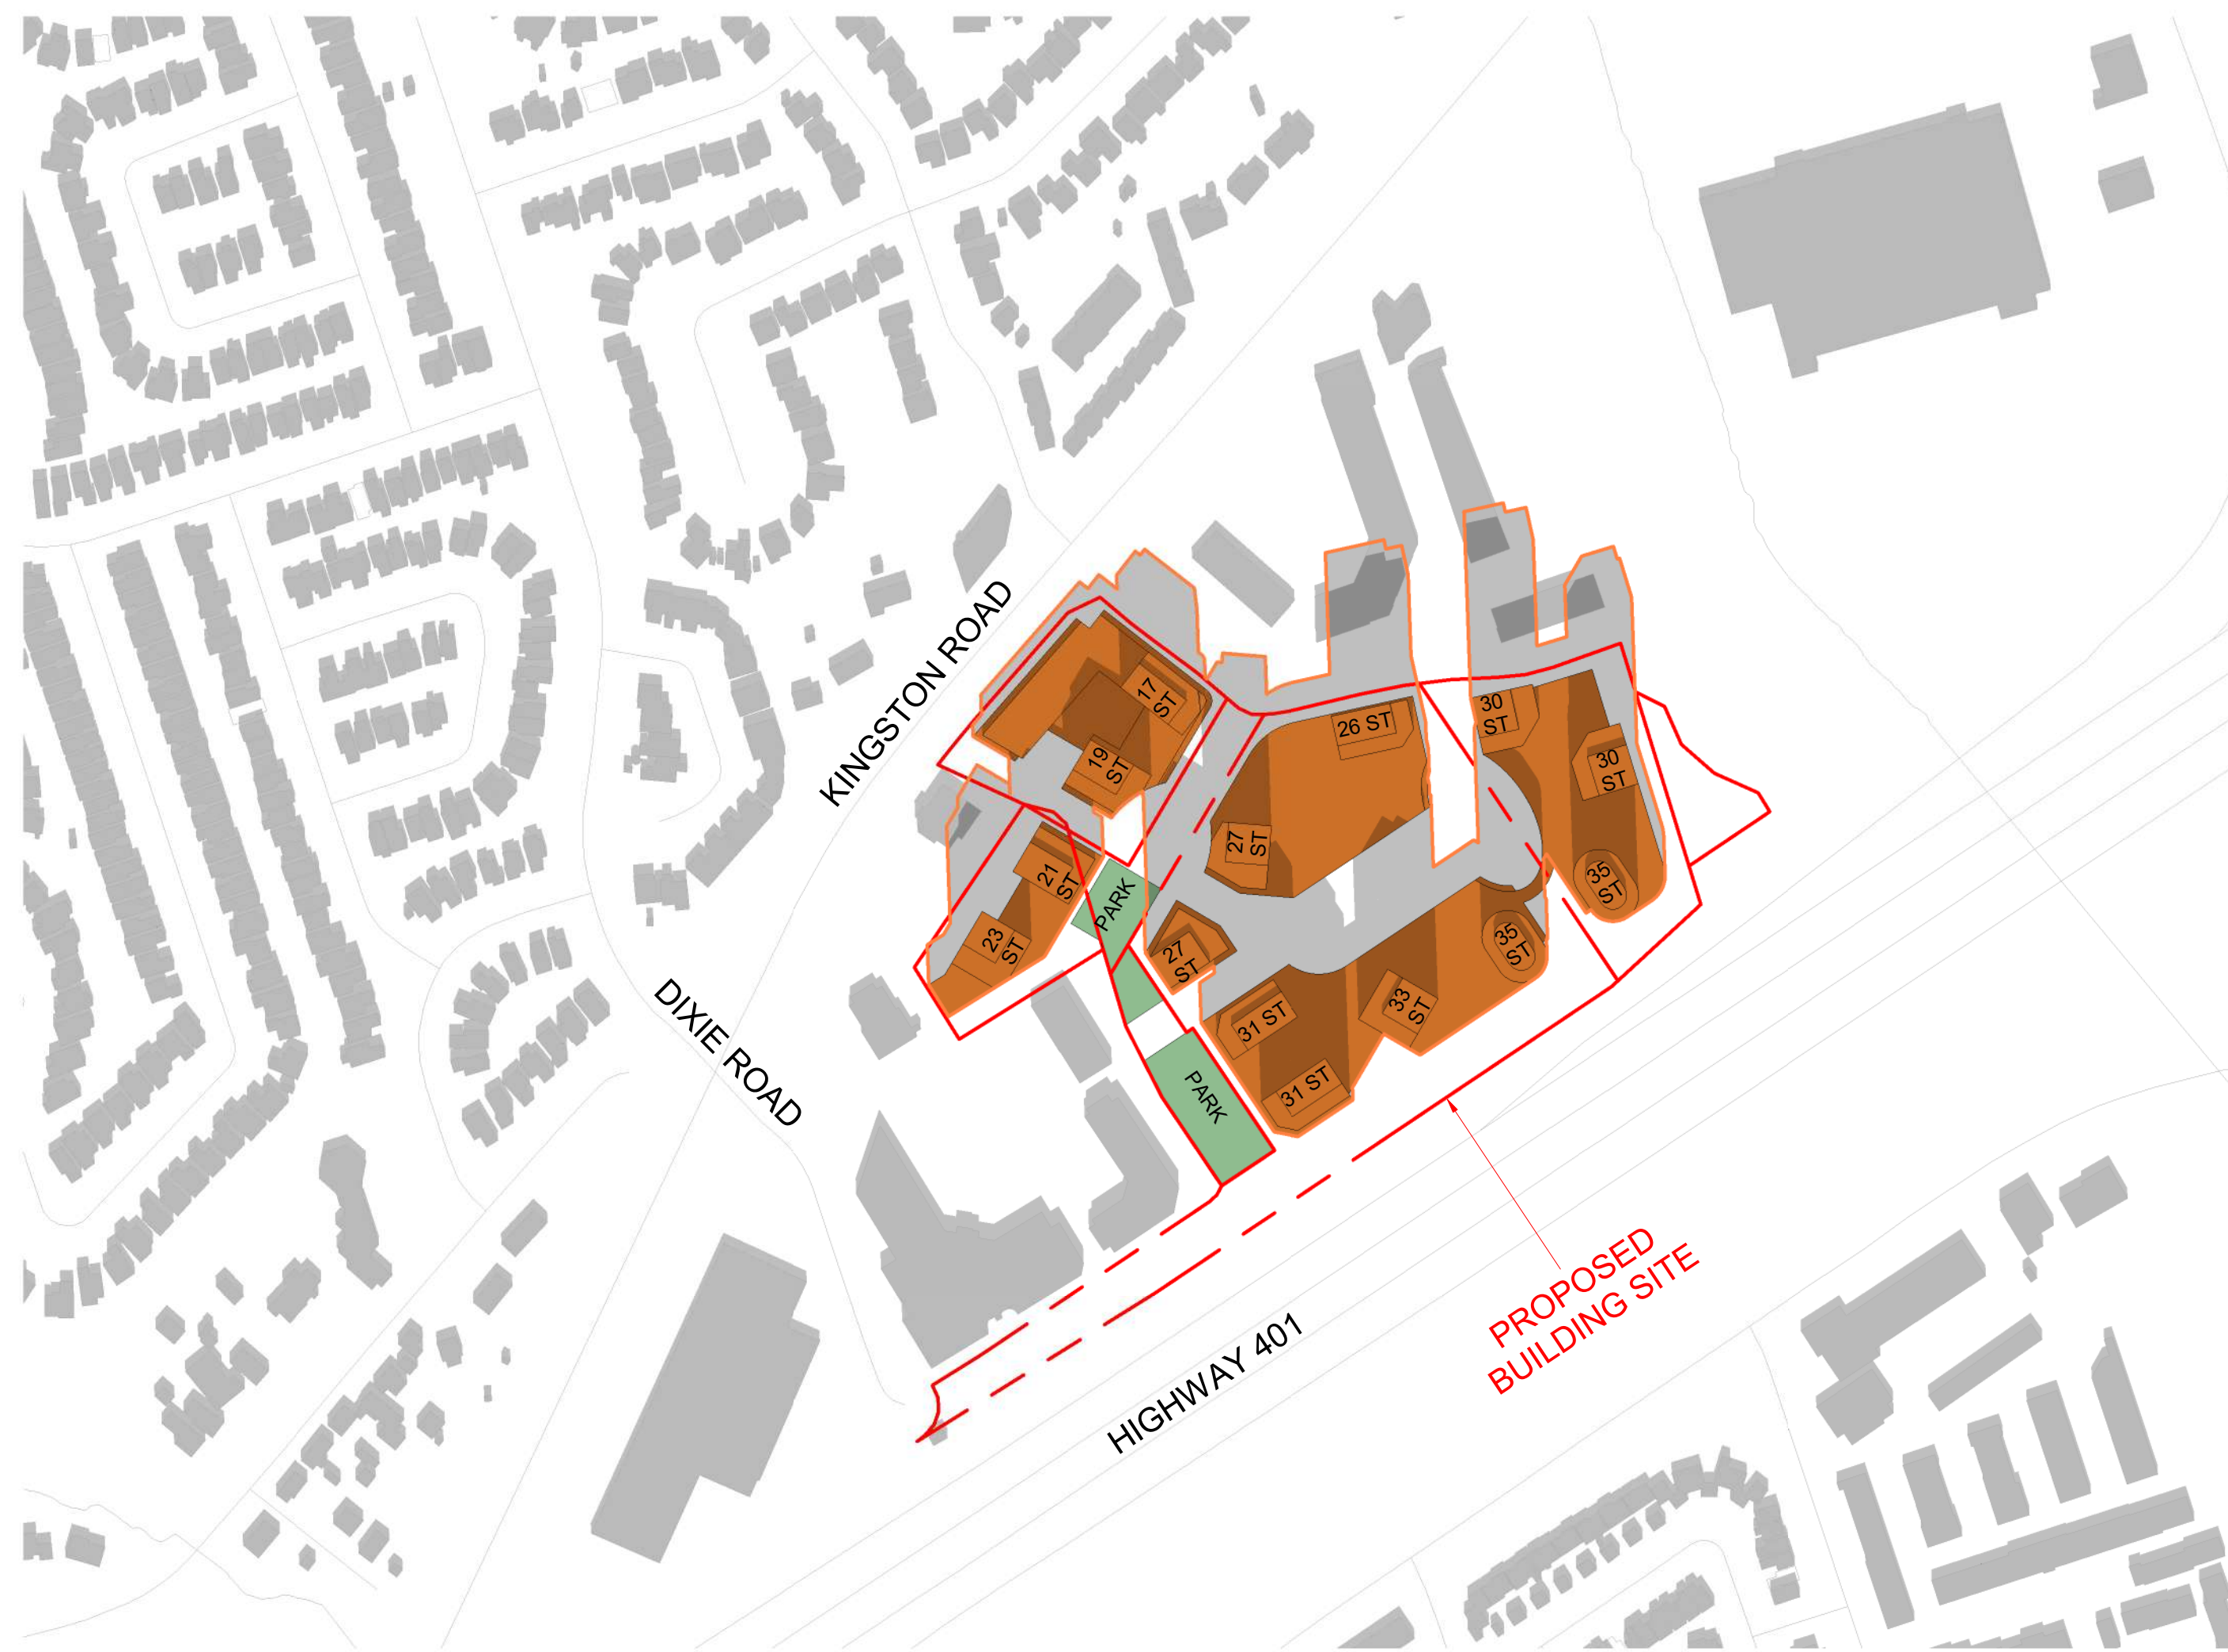 KINGSTON ROAD
17
ST
19
ST
26 ST
30
ST
30
ST
27
ST
21
ST
35
ST
PARK
23
ST
27
ST
35
ST
31 ST
33
ST
31 ST
PARK
DIXIE ROAD
HIGHWAY 401
PROPOSED
BUILDING SITE